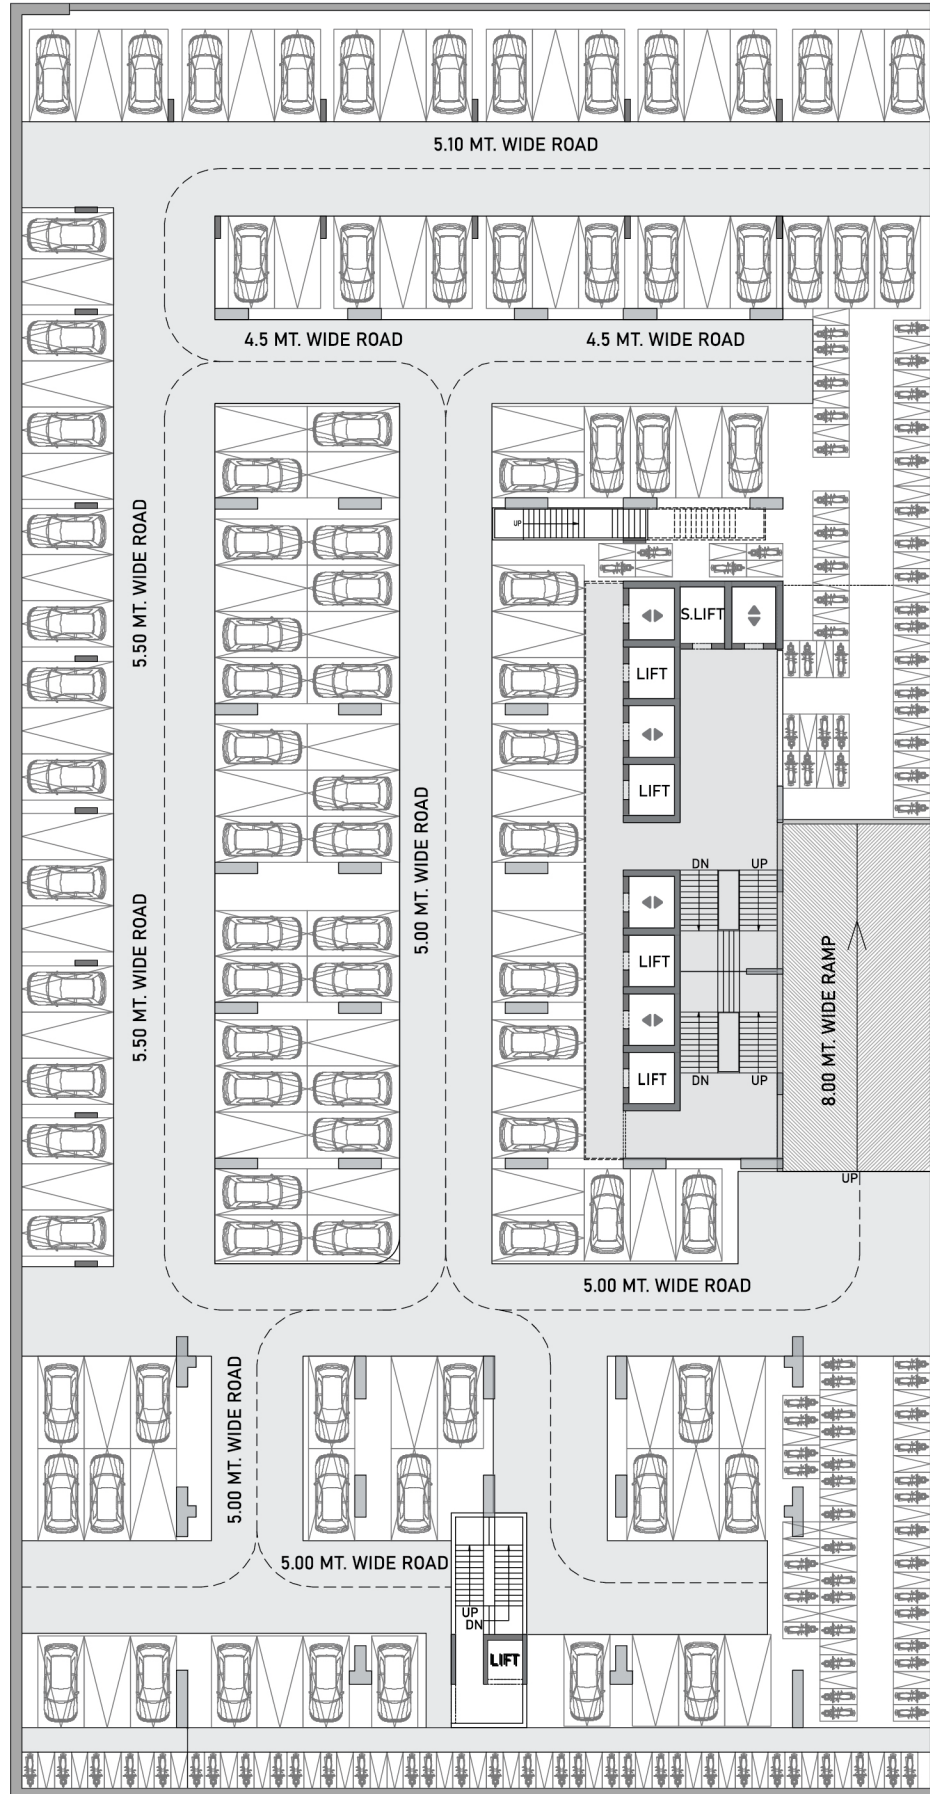 5.10 MT. WIDE ROAD
4.5 MT. WIDE ROAD
4.5 MT. WIDE ROAD
5.50 MT. WIDE ROAD
UP
S.LIFT
LIFT
LIFT
5.00 MT. WIDE ROAD
DN
UP
5.50 MT. WIDE ROAD
LIFT
8.00 MT. WIDE RAMP
LIFT
DN
UP
UP
5.00 MT. WIDE ROAD
5.00 MT. WIDE ROAD
5.00 MT. WIDE ROAD
UP
DN
LIFT